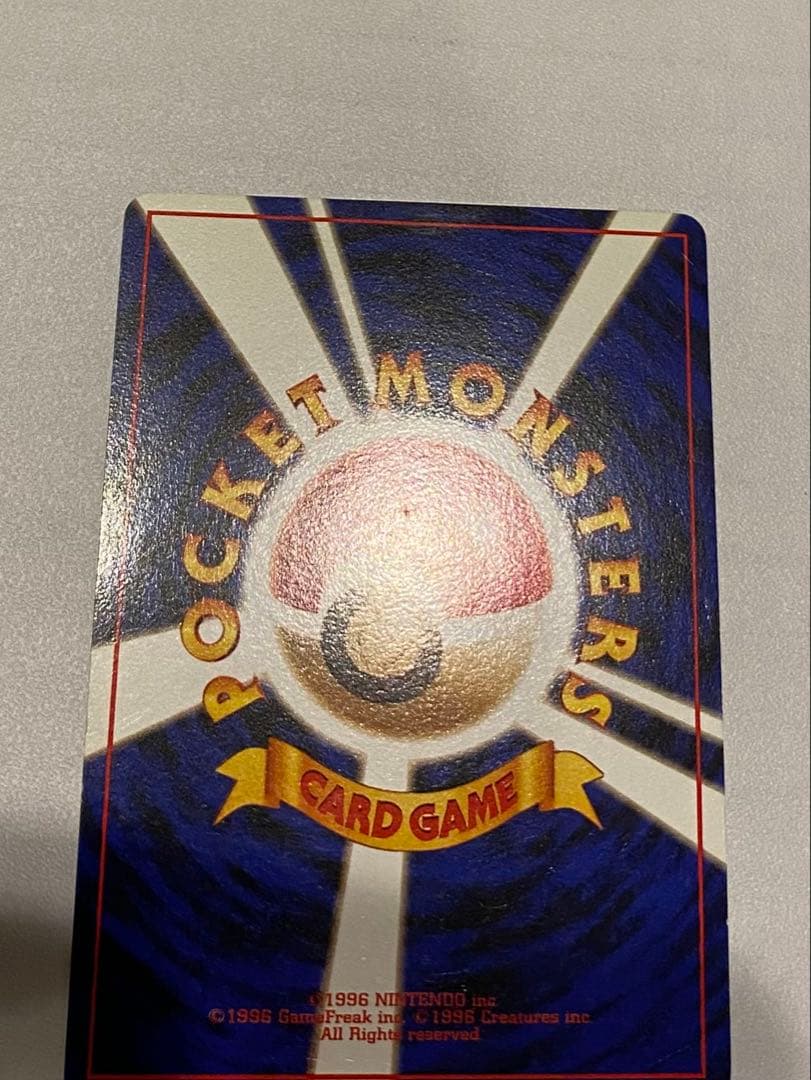 POCKET MONSTERS
CARD GAME
©1996 NINTENDO inc.
©1996 GameFreak inc. ©1996 Creatures inc.
All Rights reserved.